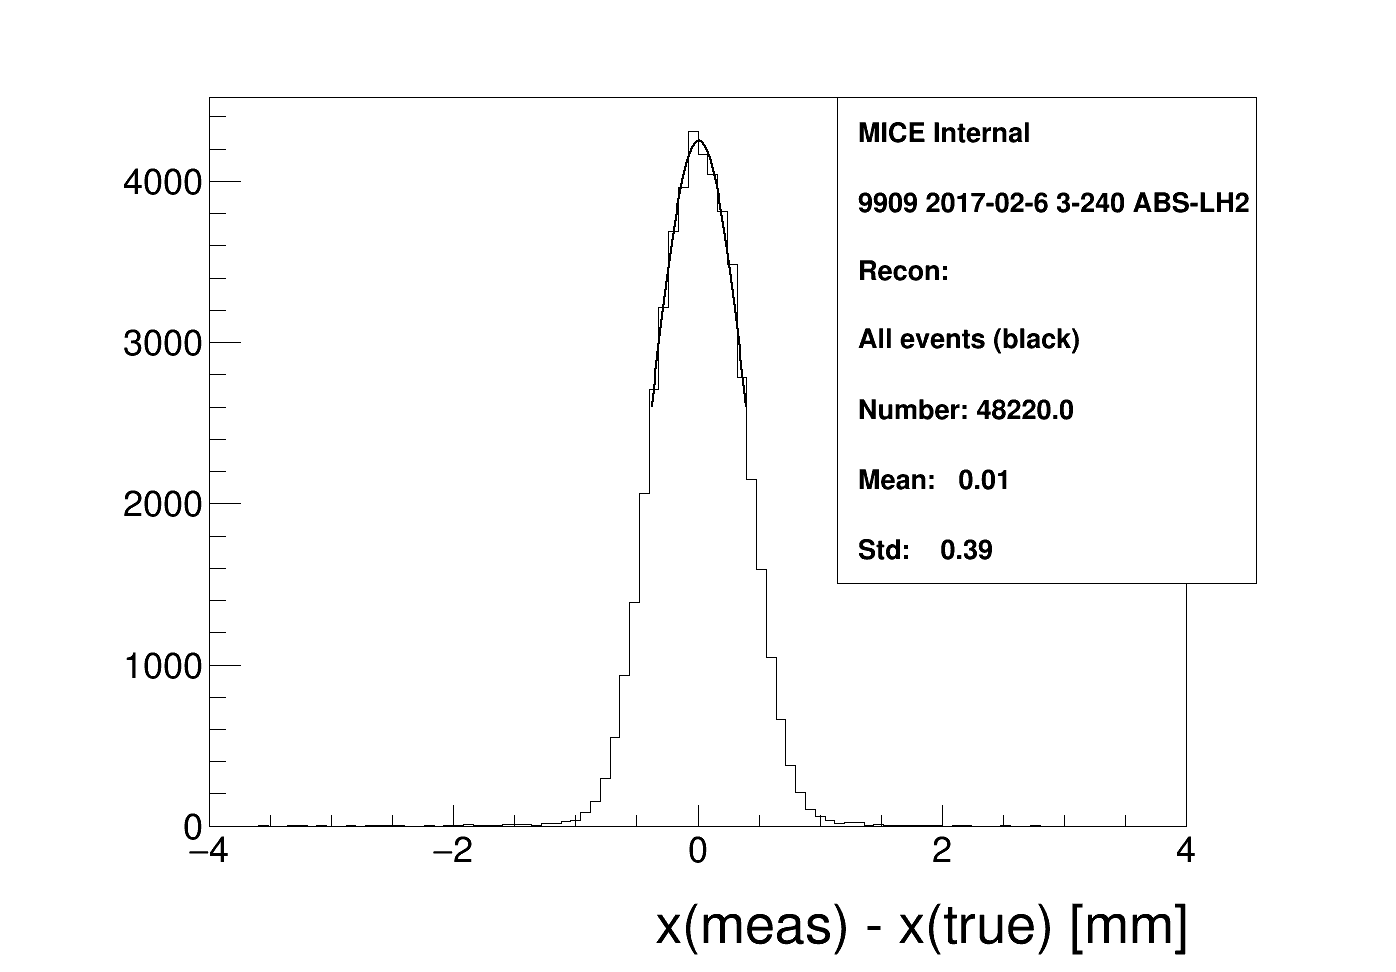 MICE Internal
9909 2017-02-6 3-240 ABS-LH2
Recon:
All events (black)
Number: 48220.0
Mean: 0.01
Std: 0.39
4000
3000
2000
1000
0
−4 −2 0 2 4
x(meas) - x(true) [mm]